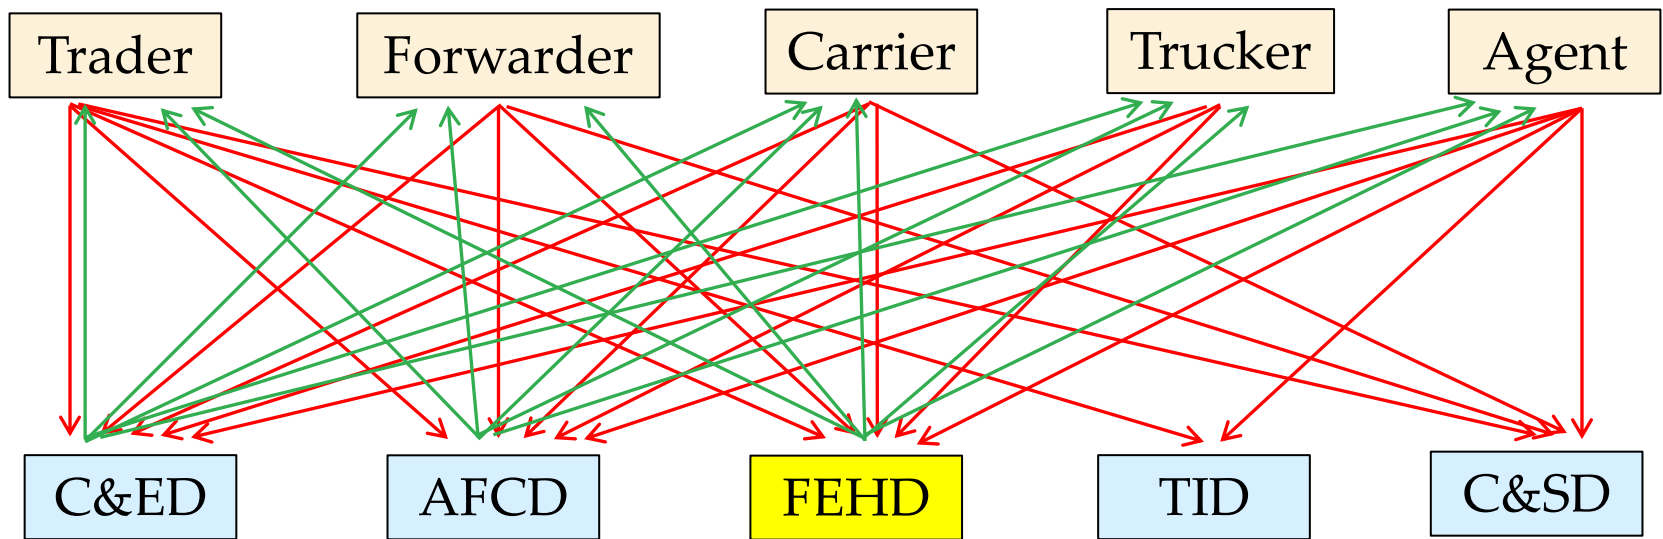 Trader
Forwarder
Carrier
Trucker
Agent
C&ED
AFCD
FEHD
TID
C&SD